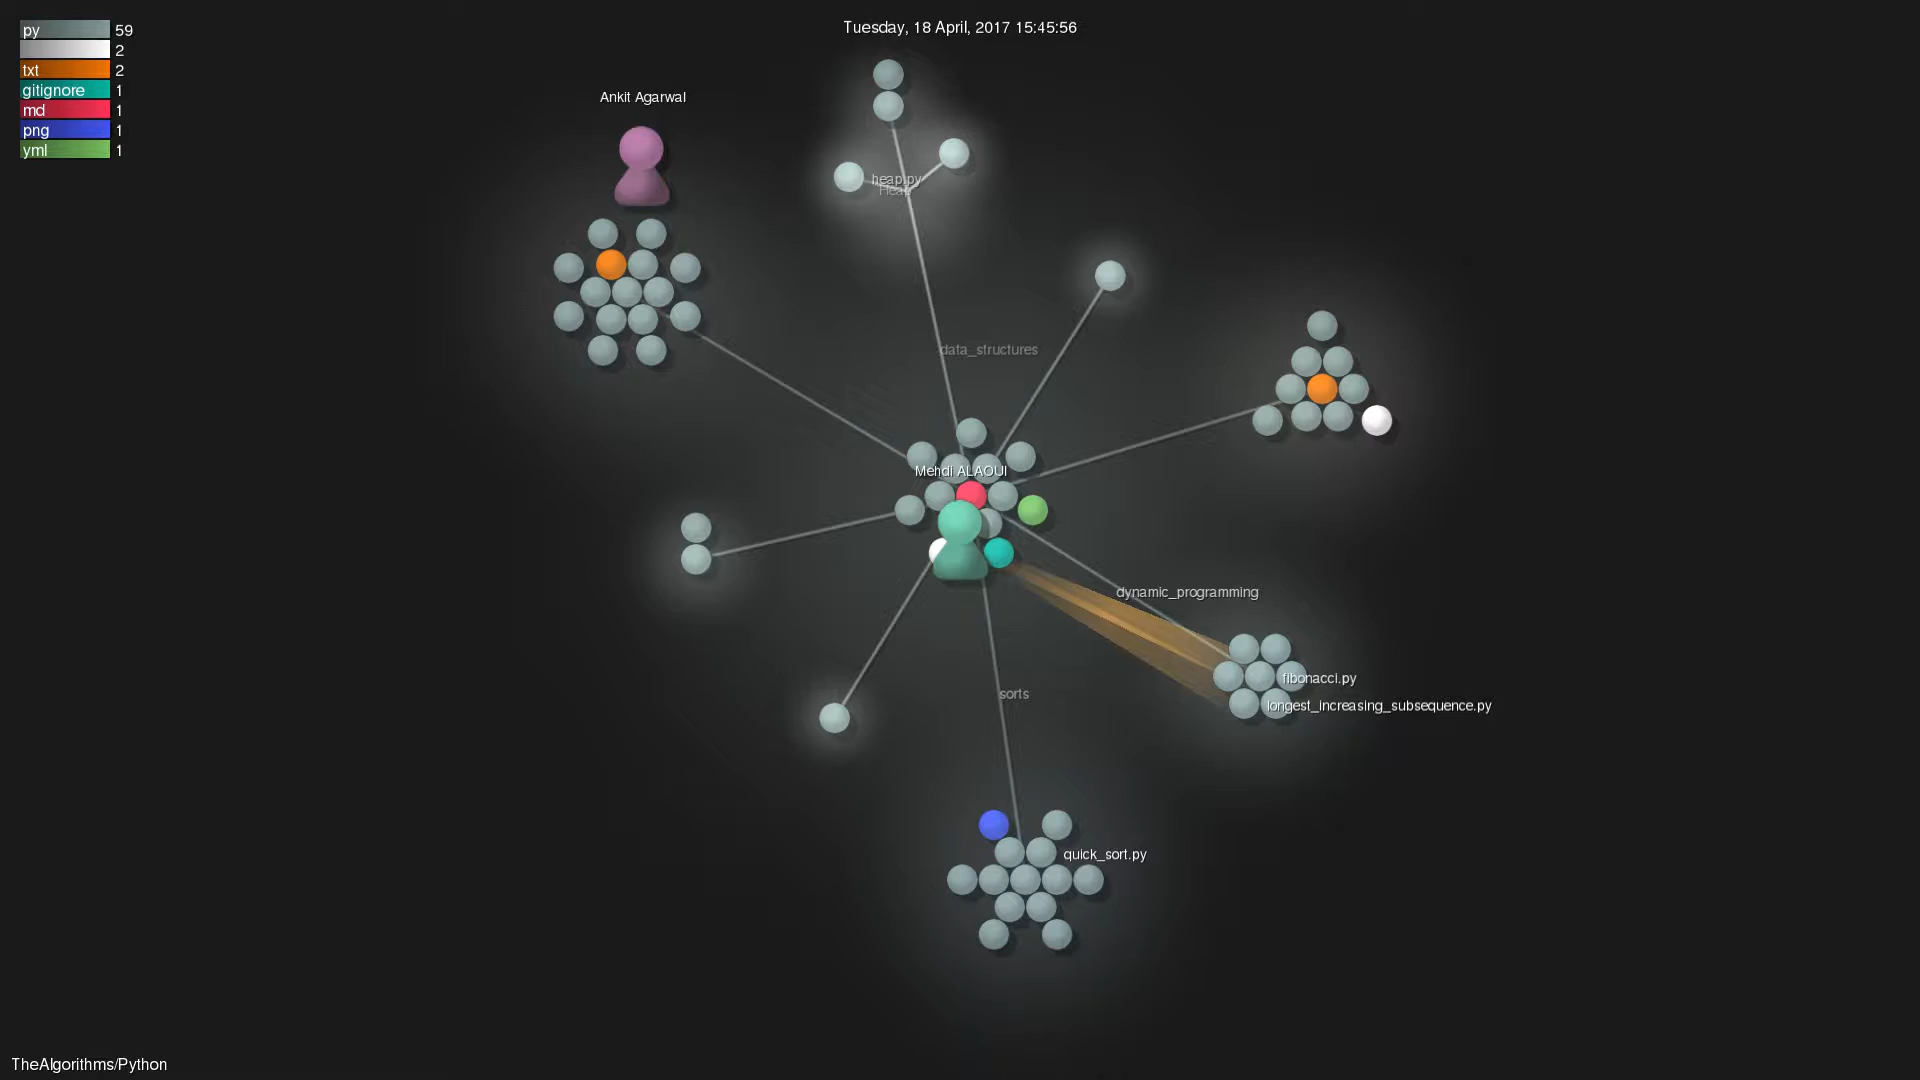 Tuesday, 18 April, 2017 15:45:56
py 59
2
txt 2
gitignore 1
md 1
png 1
yml 1
Ankit Agarwal
heap.py
Heap
data_structures
Mehdi ALAOUI
dynamic_programming
fibonacci.py
longest_increasing_subsequence.py
sorts
quick_sort.py
TheAlgorithms/Python